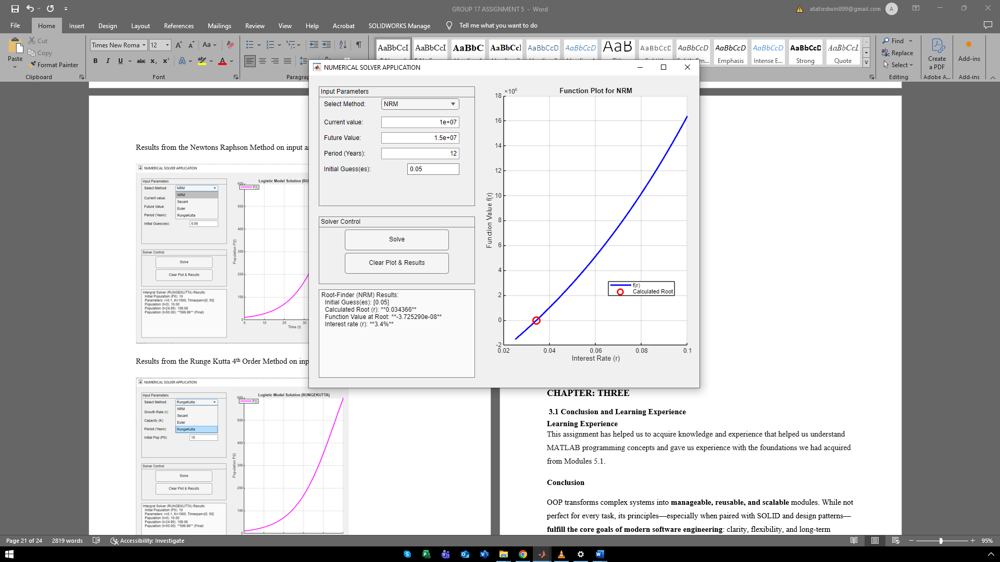 GROUP 17 ASSIGNMENT 5 - Word
atatiedwin899@gmail.com
A
File
Home
Insert
Design
Layout
References
Mailings
Review
View
Help
Acrobat
SOLIDWORKS Manage
Tell me what you want to do
Paste
Cut
Copy
Format Painter
Clipboard
Times New Roma
12
Font
Paragra
AaBbCcI
AaBbCcI
AaBbC
AaBbCcI
AaBbCcD
AaBbCcD
AaB
AaBbCcD
AaBbCcD
AaBbCcD
AaBbCcD
AaBbCcD
AaBbCcL
Emphasis
Intense E...
Strong
Quote
Find
Replace
Select
Editing
Create
a PDF
Adobe A...
Add-ins
Add-ins
Results from the Newtons Raphson Method on input a
NUMERICAL SOLVER APPLICATION
Input Parameters
Select Method:
NRM
NRM
Secant
Euler
RungeKutta
Current value:
Future Value:
Period (Years):
Initial Guess(es):
0.05
Solver Control
Solve
Clear Plot & Results
Intergral Solver (RUNGEKUTTA) Results:
Initial Population (P0): 10
Parameters: r=0.1, K=1000, Timespan=[0, 50]
Population (t=0): 10.00
Population (t=24.95): 109.08
Population (t=50.00): **599.86** (Final)
Logistic Model Solution (RU
P(t)
600
500
400
300
200
100
0
Population P(t)
0
10
20
30
Time (t)
Results from the Runge Kutta 4th Order Method on inp
NUMERICAL SOLVER APPLICATION
Input Parameters
Select Method:
RungeKutta
NRM
Secant
Euler
RungeKutta
Growth Rate (r):
Capacity (K):
Period (Years):
Initial Pop (P0):
10
Solver Control
Solve
Clear Plot & Results
Intergral Solver (RUNGEKUTTA) Results:
Initial Population (P0): 10
Parameters: r=0.1, K=1000, Timespan=[0, 50]
Population (t=0): 10.00
Population (t=24.95): 109.08
Population (t=50.00): **599.86** (Final)
Logistic Model Solution (RUNGEKUTTA)
P(t)
600
500
400
300
200
100
0
Population P(t)
NUMERICAL SOLVER APPLICATION
Input Parameters
Select Method:
NRM
Current value:
1e+07
Future Value:
1.5e+07
Period (Years):
12
Initial Guess(es):
0.05
Solver Control
Solve
Clear Plot & Results
Root-Finder (NRM) Results:
Initial Guess(es): [0.05]
Calculated Root (r): **0.034366**
Function Value at Root: **-3.725290e-08**
Interest rate (r): **3.4%**
Function Plot for NRM
×10⁶
18
16
14
12
10
8
6
4
2
0
-2
Function Value f(r)
0.02
0.04
0.06
0.08
0.1
Interest Rate (r)
f(r)
Calculated Root
CHAPTER: THREE
3.1 Conclusion and Learning Experience
Learning Experience
This assignment has helped us to acquire knowledge and experience that helped us understand
MATLAB programming concepts and gave us experience with the foundations we had acquired
from Modules 5.1.
Conclusion
OOP transforms complex systems into manageable, reusable, and scalable modules. While not
perfect for every task, its principles—especially when paired with SOLID and design patterns—
fulfill the core goals of modern software engineering: clarity, flexibility, and long-term
Page 21 of 24
2819 words
Accessibility: Investigate
95%